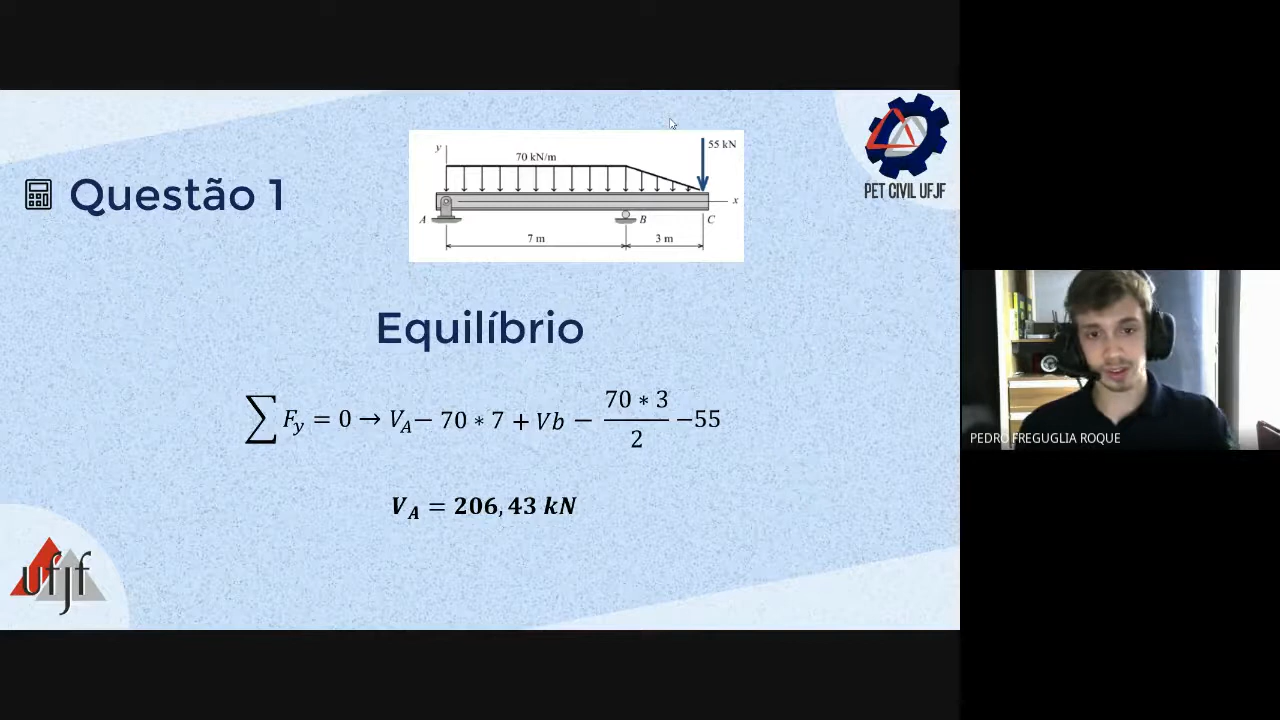 Questão 1
y
70 kN/m
55 kN
x
A
B
C
7 m
3 m
PET CIVIL UFJF
Equilíbrio
∑ F_y = 0 → V_A − 70 ∗ 7 + Vb − (70 ∗ 3)/2 −55
V_A = 206,43 kN
ufjf
PEDRO FREGUGLIA ROQUE